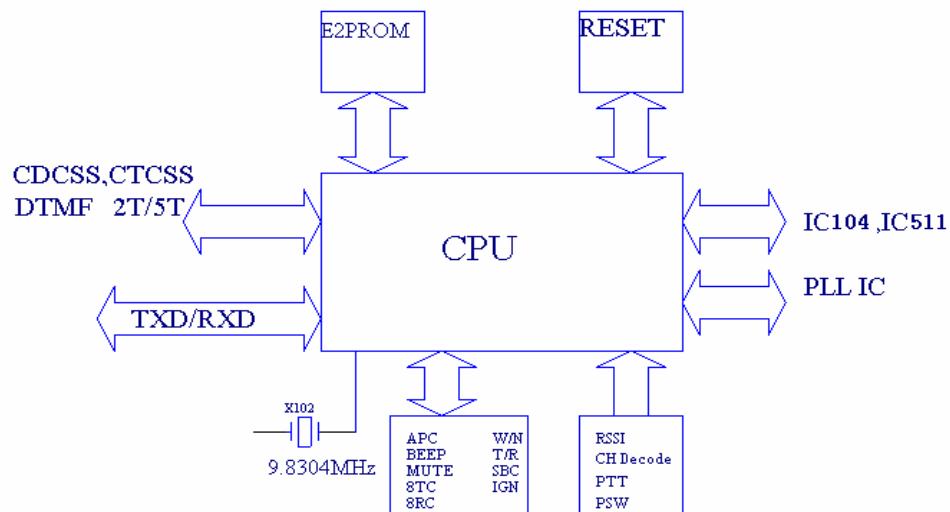 E2PROM
RESET
CDCSS,CTCSS
DTMF 2T/5T
CPU
IC104 ,IC511
PLL IC
TXD/RXD
X102
9.8304MHz
APC W/N
BEEP T/R
MUTE SBC
8TC IGN
8RC
RSSI
CH Decode
PTT
PSW